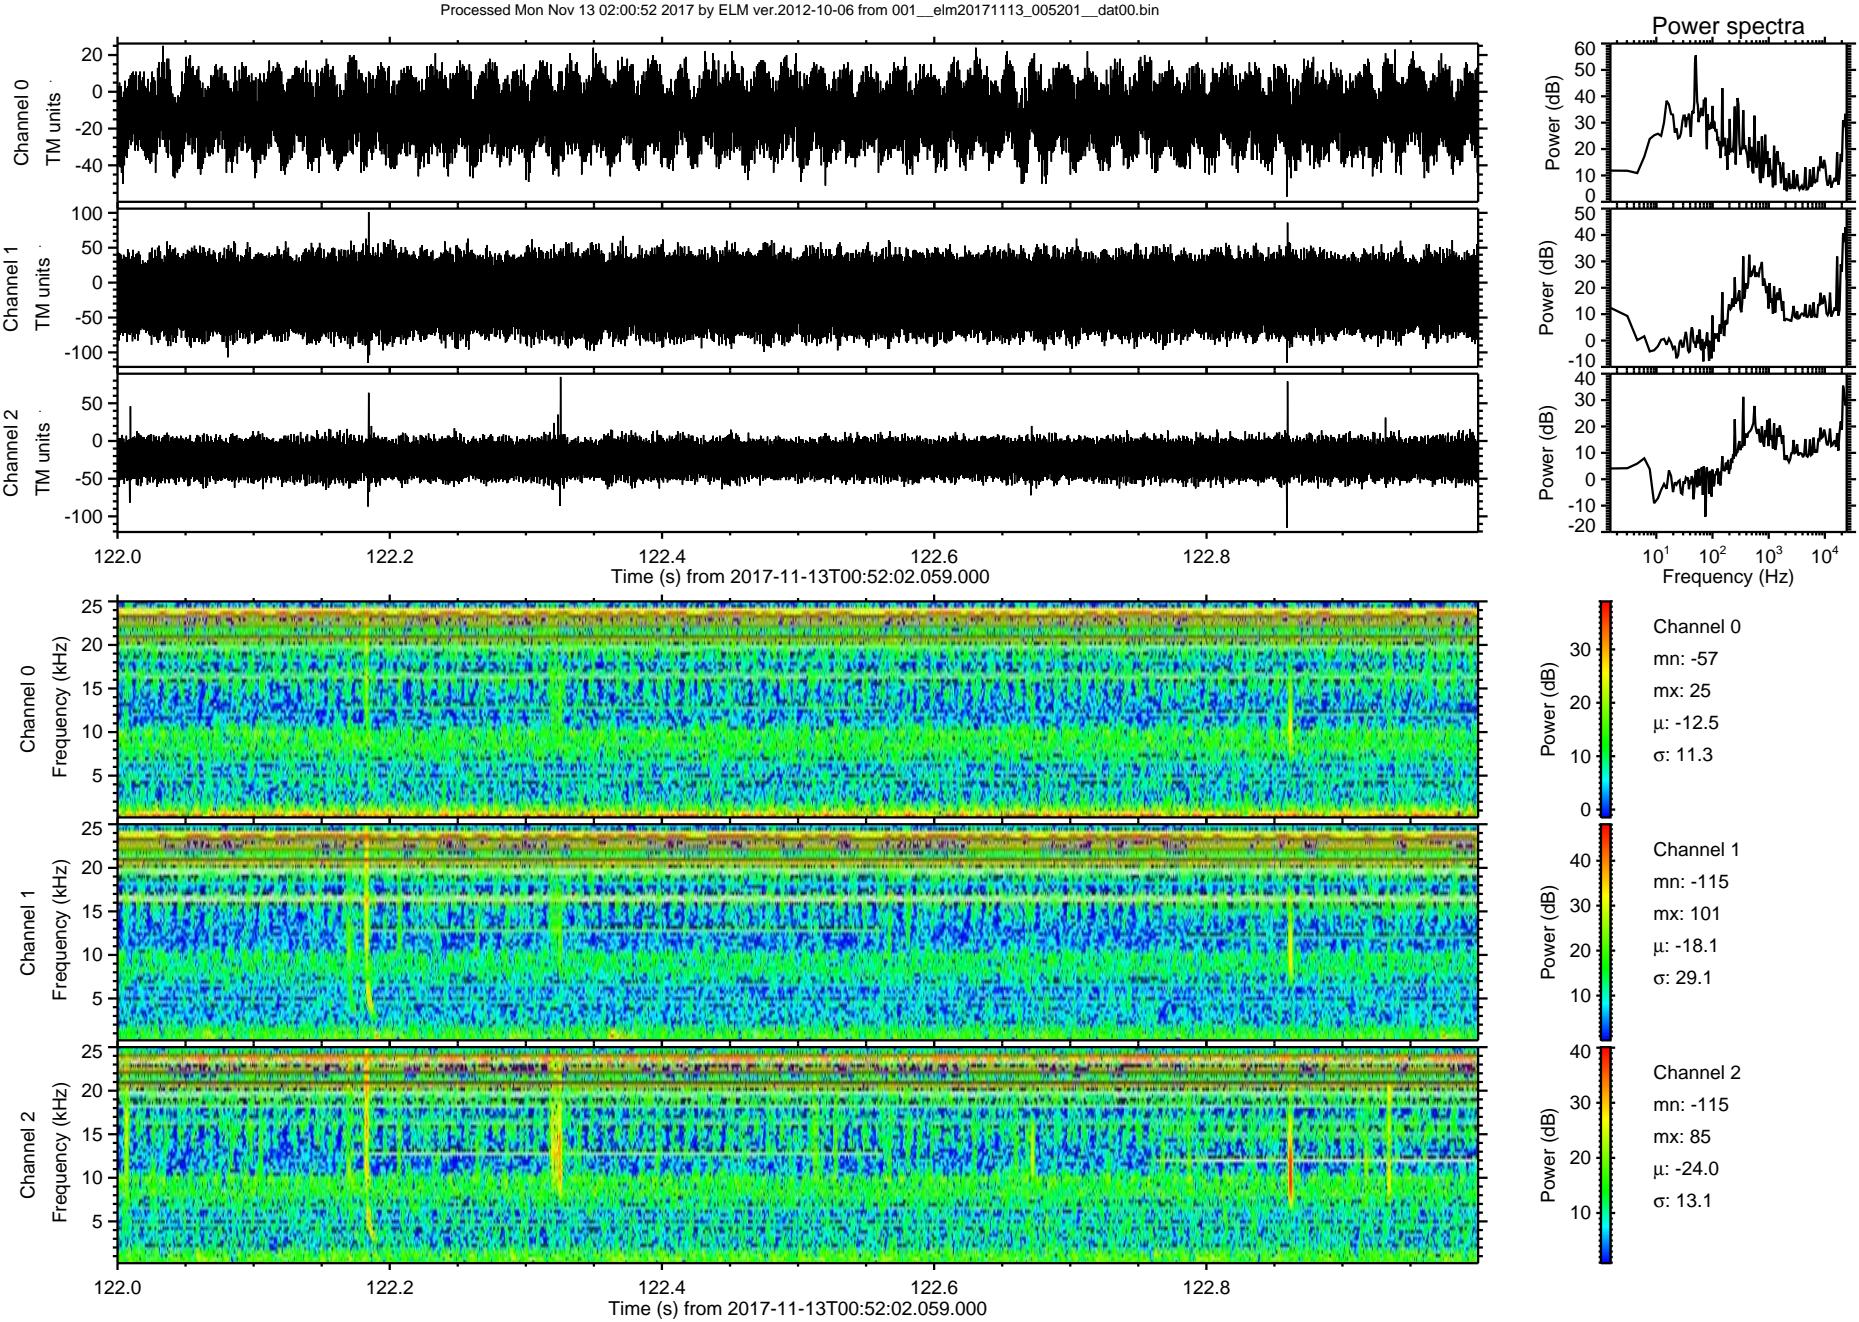 Processed Mon Nov 13 02:00:52 2017 by ELM ver.2012-10-06 from 001__elm20171113_005201__dat00.bin
Power spectra
Channel 0
TM units
20
0
-20
-40
Power (dB)
60
50
40
30
20
10
0
Channel 1
TM units
100
50
0
-50
-100
Power (dB)
50
40
30
20
10
0
-10
Channel 2
TM units
50
0
-50
-100
Power (dB)
40
30
20
10
0
-10
-20
122.0 122.2 122.4 122.6 122.8
Time (s) from 2017-11-13T00:52:02.059.000
10¹ 10² 10³ 10⁴
Frequency (Hz)
Channel 0
Frequency (kHz)
25
20
15
10
5
Power (dB)
30
20
10
0
Channel 0
mn: -57
mx: 25
μ: -12.5
σ: 11.3
Channel 1
Frequency (kHz)
25
20
15
10
5
Power (dB)
40
30
20
10
Channel 1
mn: -115
mx: 101
μ: -18.1
σ: 29.1
Channel 2
Frequency (kHz)
25
20
15
10
5
Power (dB)
40
30
20
10
Channel 2
mn: -115
mx: 85
μ: -24.0
σ: 13.1
122.0 122.2 122.4 122.6 122.8
Time (s) from 2017-11-13T00:52:02.059.000